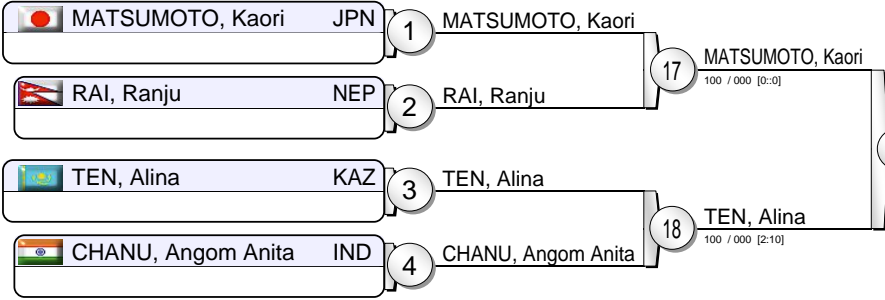 MATSUMOTO, Kaori JPN
1
MATSUMOTO, Kaori
17
MATSUMOTO, Kaori
100 / 000 [0::0]
RAI, Ranju NEP
2
RAI, Ranju
TEN, Alina KAZ
3
TEN, Alina
18
TEN, Alina
100 / 000 [2:10]
CHANU, Angom Anita IND
4
CHANU, Angom Anita